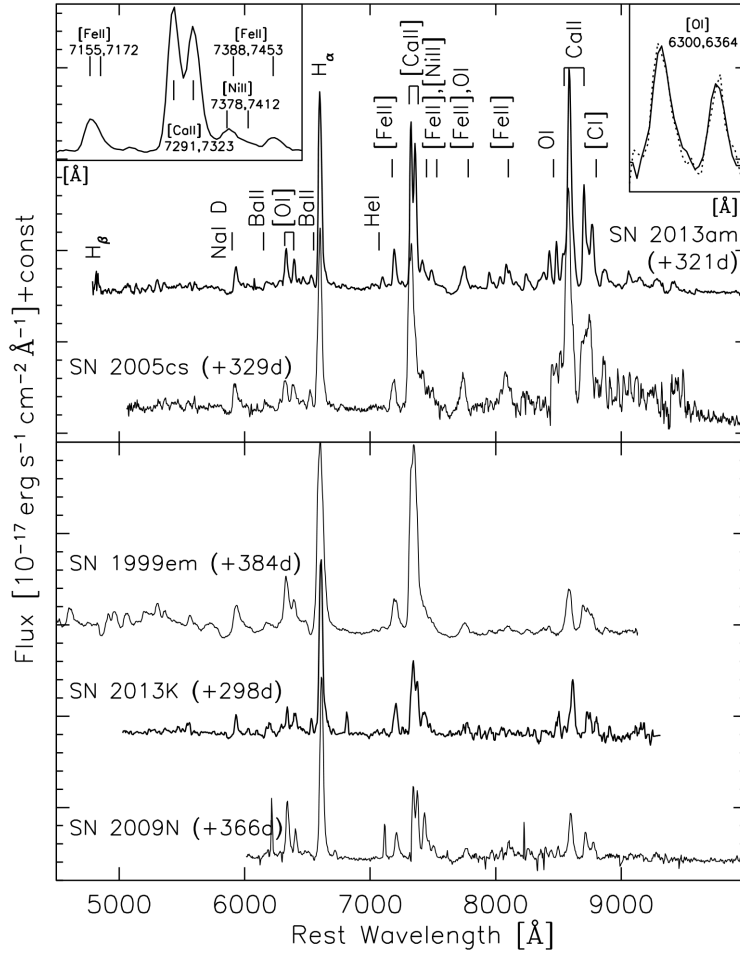 [FeII]
7155,7172
[FeII]
7388,7453
[NiII]
7378,7412
[CaII]
7291,7323
[Å]
[OI]
6300,6364
[Å]
Hβ
NaI D
BaII
[OI]
BaII
Hα
HeI
[FeII]
[CaII]
[FeII],[NiII]
[FeII],OI
[FeII]
OI
CaII
[CI]
SN 2013am
(+321d)
SN 2005cs (+329d)
SN 1999em (+384d)
SN 2013K (+298d)
SN 2009N (+366d)
Flux [10⁻¹⁷ erg s⁻¹ cm⁻² Å⁻¹]+const
5000 6000 7000 8000 9000
Rest Wavelength [Å]